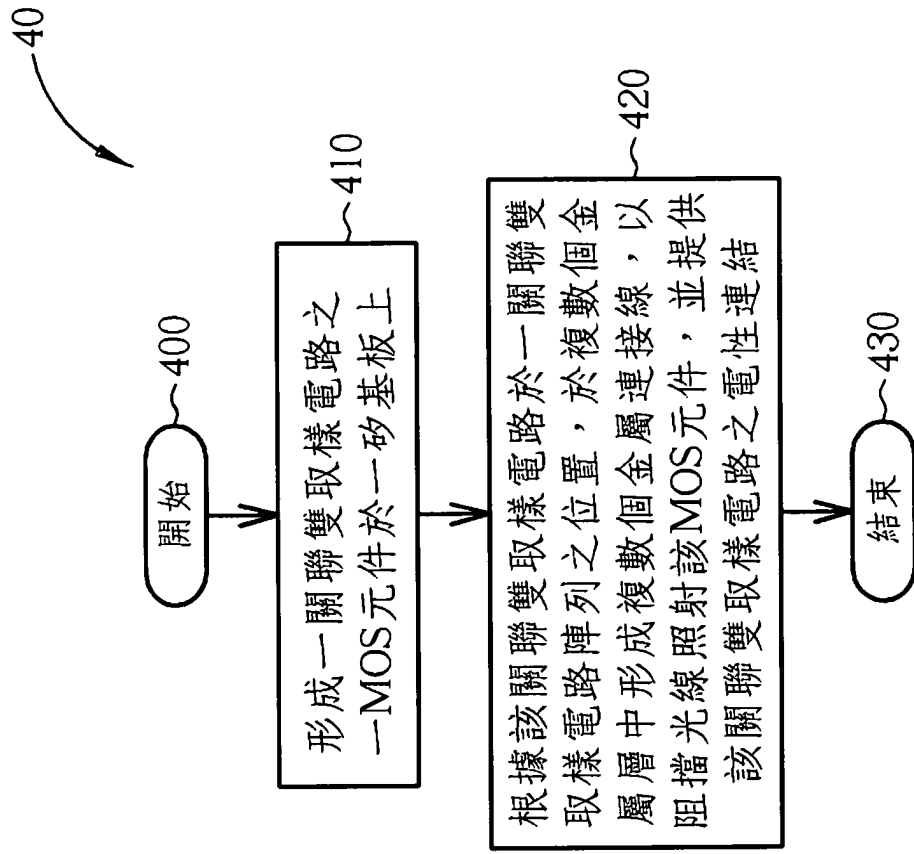 40
開始
400
形成一關聯雙取樣電路之
一MOS元件於一矽基板上
410
根據該關聯雙取樣電路於一關聯雙
取樣電路陣列之位置，於複數個金
屬層中形成複數個金屬連接線，以
阻擋光線照射該MOS元件，並提供
該關聯雙取樣電路之電性連結
420
結束
430